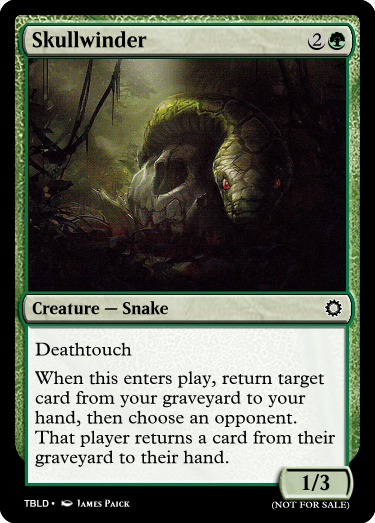 Skullwinder 2
Creature — Snake
Deathtouch
When this enters play, return target
card from your graveyard to your
hand, then choose an opponent.
That player returns a card from their
graveyard to their hand.
1/3
TBLD • James Paick
(NOT FOR SALE)